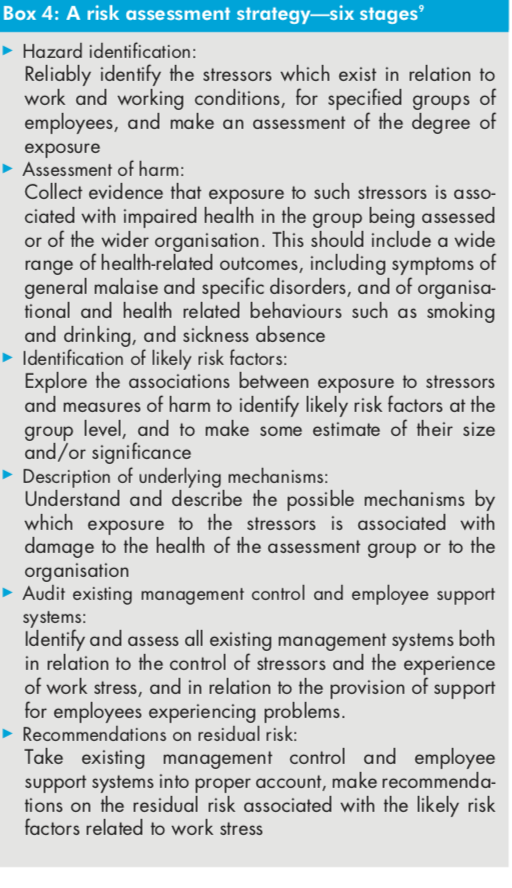 Box 4: A risk assessment strategy—six stages⁹
► Hazard identification:
Reliably identify the stressors which exist in relation to
work and working conditions, for specified groups of
employees, and make an assessment of the degree of
exposure
► Assessment of harm:
Collect evidence that exposure to such stressors is asso-
ciated with impaired health in the group being assessed
or of the wider organisation. This should include a wide
range of health-related outcomes, including symptoms of
general malaise and specific disorders, and of organisa-
tional and health related behaviours such as smoking
and drinking, and sickness absence
► Identification of likely risk factors:
Explore the associations between exposure to stressors
and measures of harm to identify likely risk factors at the
group level, and to make some estimate of their size
and/or significance
► Description of underlying mechanisms:
Understand and describe the possible mechanisms by
which exposure to the stressors is associated with
damage to the health of the assessment group or to the
organisation
► Audit existing management control and employee support
systems:
Identify and assess all existing management systems both
in relation to the control of stressors and the experience
of work stress, and in relation to the provision of support
for employees experiencing problems.
► Recommendations on residual risk:
Take existing management control and employee
support systems into proper account, make recommenda-
tions on the residual risk associated with the likely risk
factors related to work stress